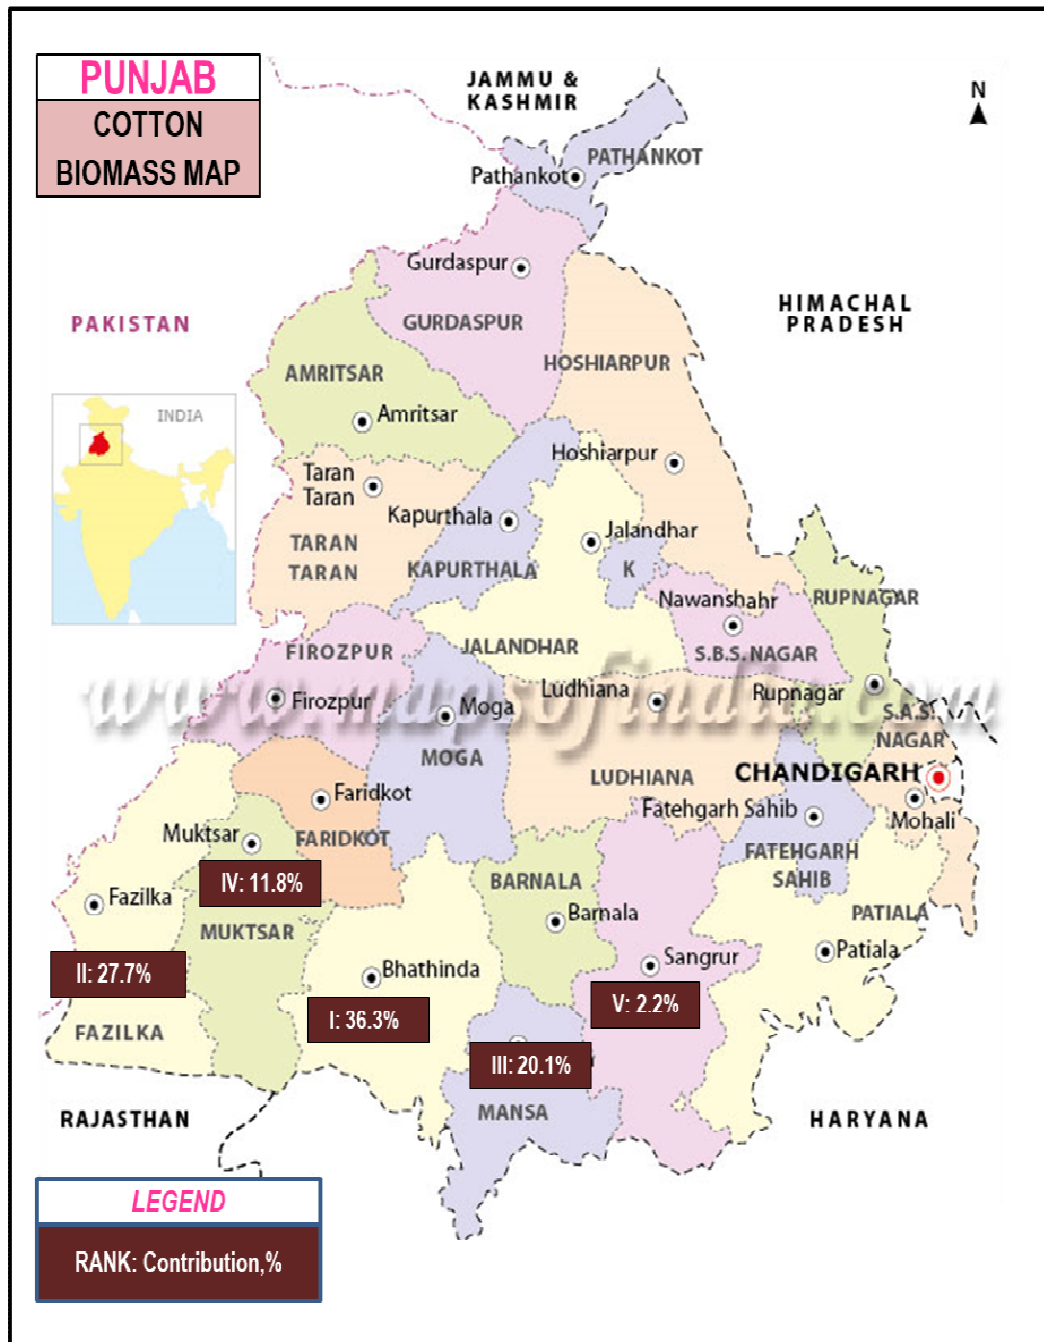 PUNJAB
COTTON
BIOMASS MAP
JAMMU &
KASHMIR
N
PATHANKOT
Pathankot
Gurdaspur
GURDASPUR
PAKISTAN
HIMACHAL
PRADESH
HOSHIARPUR
AMRITSAR
Amritsar
INDIA
Hoshiarpur
Taran
Taran
Kapurthala
Jalandhar
TARAN
TARAN
KAPURTHALA
K
Nawanshahr
RUPNAGAR
FIROZPUR
JALANDHAR
S.B.S. NAGAR
www.mapsofindia.com
Firozpur
Moga
Ludhiana
Rupnagar
S.A.S.
NAGAR
MOGA
LUDHIANA
CHANDIGARH
Faridkot
Fatehgarh Sahib
Mohali
Muktsar
FARIDKOT
FATEHGARH
SAHIB
IV: 11.8%
BARNALA
Fazilka
Barnala
PATIALA
MUKTSAR
Patiala
Sangrur
II: 27.7%
Bhathinda
V: 2.2%
I: 36.3%
FAZILKA
III: 20.1%
MANSA
RAJASTHAN
HARYANA
LEGEND
RANK: Contribution,%